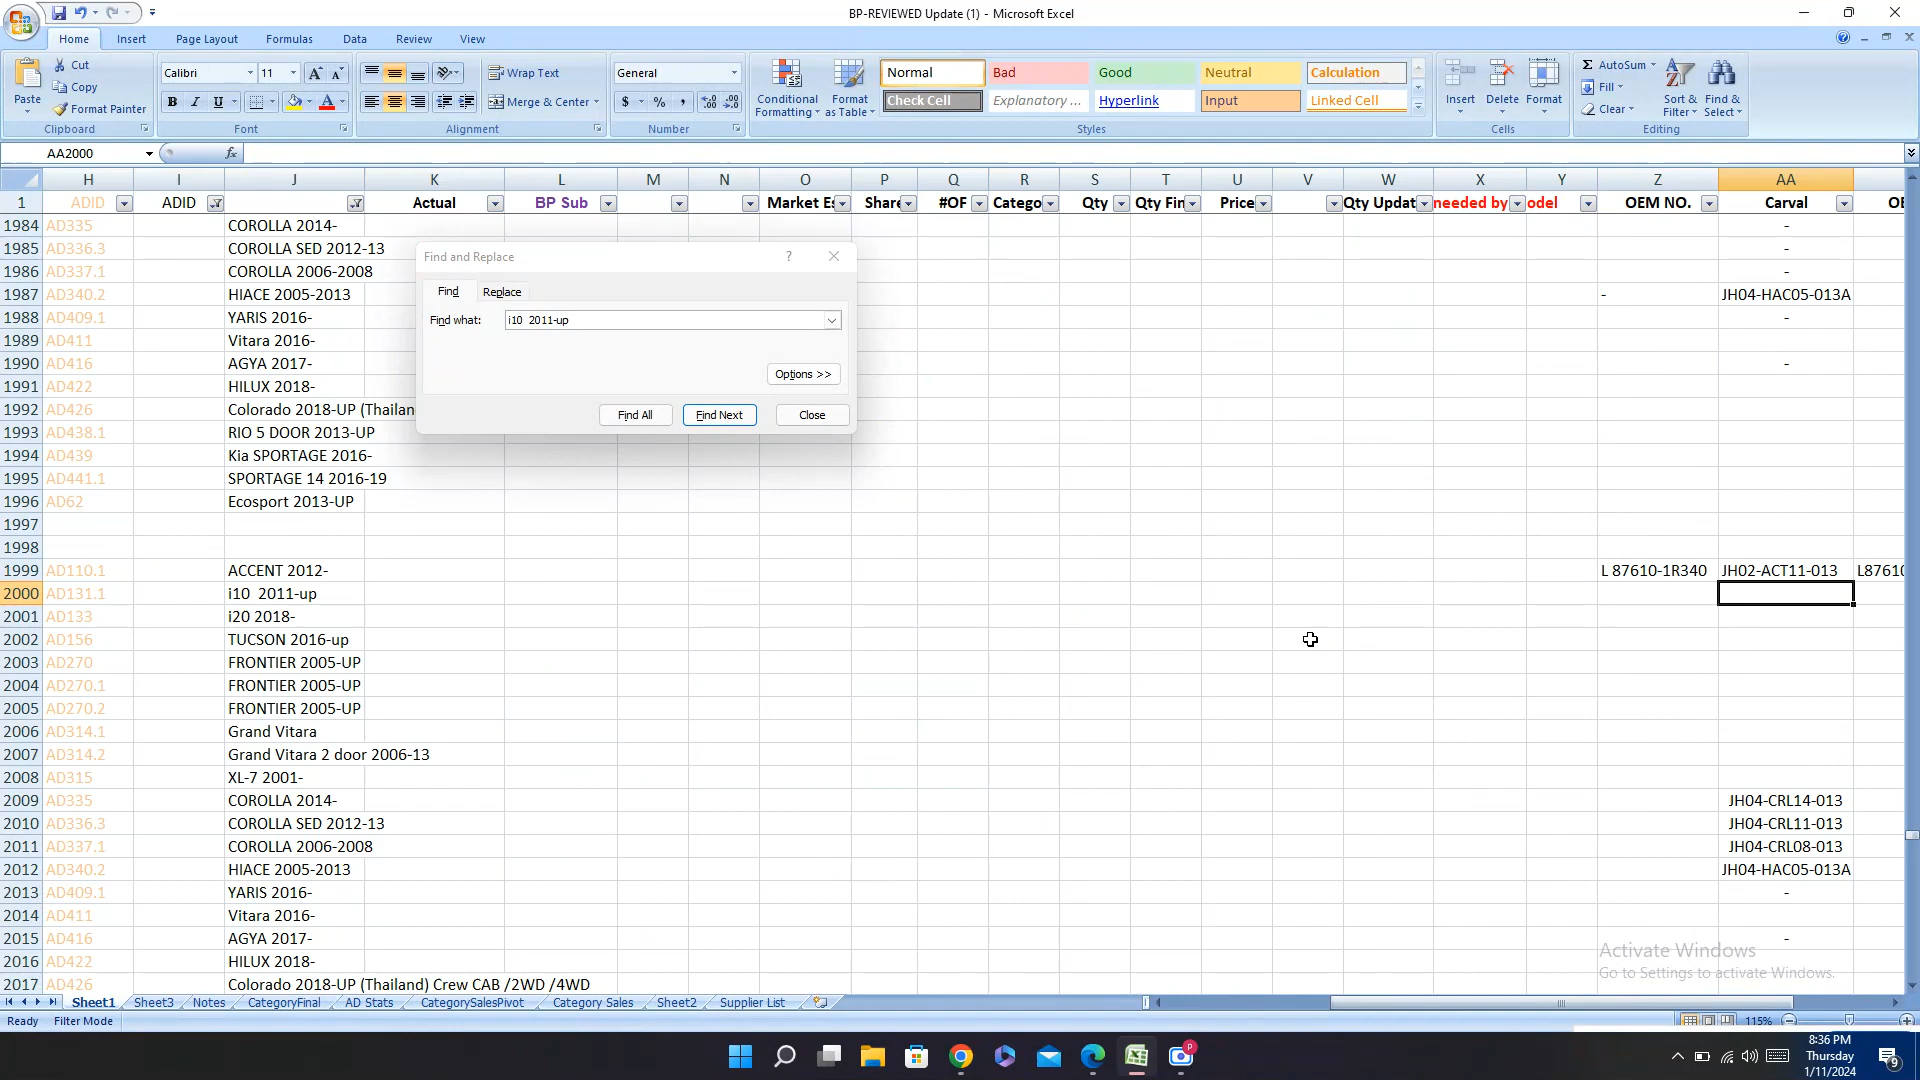 BP-REVIEWED Update (1) - Microsoft Excel
Home Insert Page Layout Formulas Data Review View
Paste Cut Copy Format Painter Clipboard
Calibri 11 Font
Wrap Text Merge & Center Alignment
General $ % , Number
Conditional Formatting Format as Table Normal Bad Good Neutral Calculation
Check Cell Explanatory ... Hyperlink Input Linked Cell Styles
Insert Delete Format Cells
AutoSum Fill Clear Sort & Filter Find & Select Editing
AA2000 fx
H I J K L M N O P Q R S T U V W X Y Z AA
1 ADID ADID Actual BP Sub Market Es Share #OF Catego Qty Qty Fin Price Qty Updat needed by odel OEM NO. Carval OE
1984 AD335 COROLLA 2014- -
1985 AD336.3 COROLLA SED 2012-13 -
1986 AD337.1 COROLLA 2006-2008 -
1987 AD340.2 HIACE 2005-2013 - JH04-HAC05-013A
1988 AD409.1 YARIS 2016- -
1989 AD411 Vitara 2016-
1990 AD416 AGYA 2017- -
1991 AD422 HILUX 2018-
1992 AD426 Colorado 2018-UP (Thailan
1993 AD438.1 RIO 5 DOOR 2013-UP
1994 AD439 Kia SPORTAGE 2016-
1995 AD441.1 SPORTAGE 14 2016-19
1996 AD62 Ecosport 2013-UP
1997
1998
1999 AD110.1 ACCENT 2012- L 87610-1R340 JH02-ACT11-013 L87610
2000 AD131.1 i10  2011-up
2001 AD133 i20 2018-
2002 AD156 TUCSON 2016-up
2003 AD270 FRONTIER 2005-UP
2004 AD270.1 FRONTIER 2005-UP
2005 AD270.2 FRONTIER 2005-UP
2006 AD314.1 Grand Vitara
2007 AD314.2 Grand Vitara 2 door 2006-13
2008 AD315 XL-7 2001-
2009 AD335 COROLLA 2014- JH04-CRL14-013
2010 AD336.3 COROLLA SED 2012-13 JH04-CRL11-013
2011 AD337.1 COROLLA 2006-2008 JH04-CRL08-013
2012 AD340.2 HIACE 2005-2013 JH04-HAC05-013A
2013 AD409.1 YARIS 2016- -
2014 AD411 Vitara 2016-
2015 AD416 AGYA 2017- -
2016 AD422 HILUX 2018-
2017 AD426 Colorado 2018-UP (Thailand) Crew CAB /2WD /4WD
Find and Replace ?
Find Replace
Find what: i10  2011-up
Options >>
Find All Find Next Close
Activate Windows
Go to Settings to activate Windows.
Sheet1 Sheet3 Notes CategoryFinal AD Stats CategorySalesPivot Category Sales Sheet2 Supplier List
Ready Filter Mode 115%
8:36 PM
Thursday
1/11/2024
9